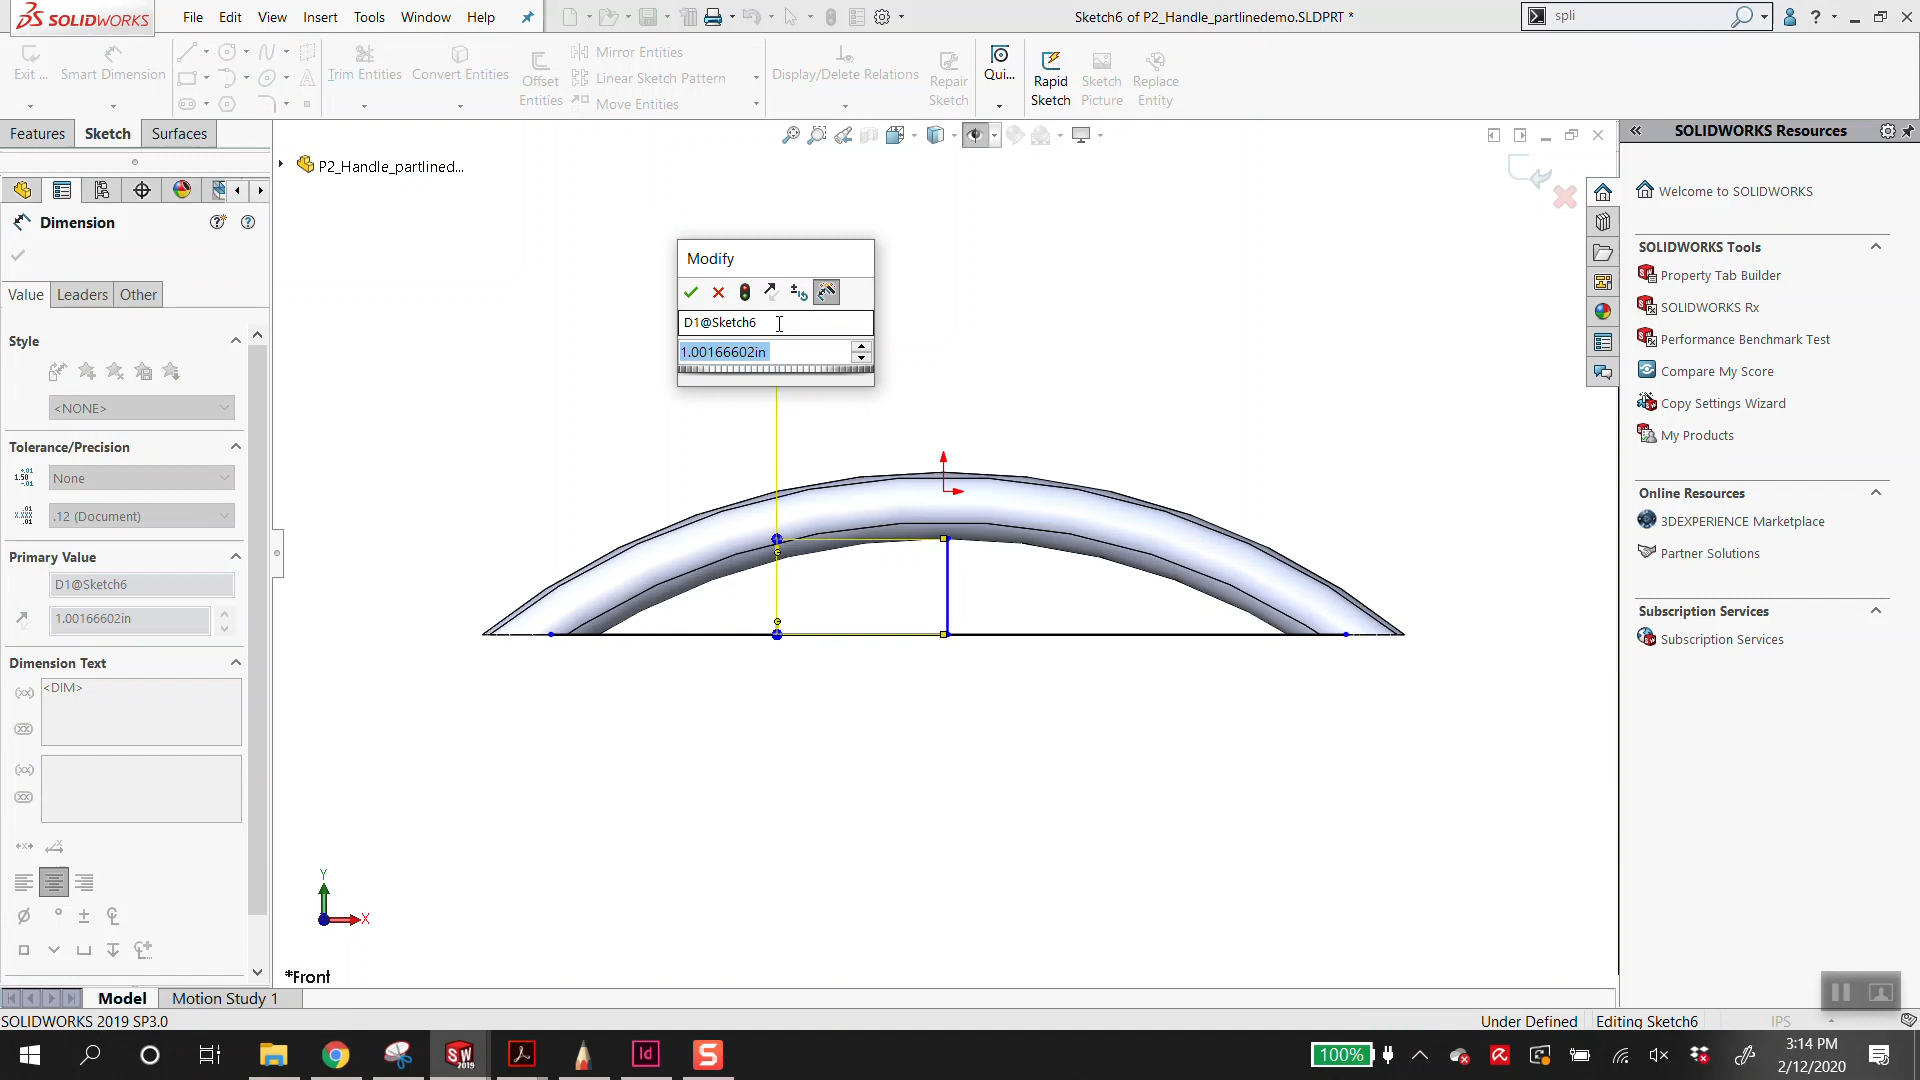 SOLIDWORKS
File Edit View Insert Tools Window Help
Sketch6 of P2_Handle_partlinedemo.SLDPRT *
spli
Exit ...
Smart Dimension
Trim Entities
Convert Entities
Offset
Entities
Mirror Entities
Linear Sketch Pattern
Move Entities
Display/Delete Relations
Repair
Sketch
Qui...
Rapid
Sketch
Sketch
Picture
Replace
Entity
Features Sketch Surfaces
P2_Handle_partlined...
Dimension
Value Leaders Other
Style
<NONE>
Tolerance/Precision
None
.12 (Document)
Primary Value
D1@Sketch6
1.00166602in
Dimension Text
<DIM>
Modify
D1@Sketch6
1.00166602in
Y
X
*Front
SOLIDWORKS Resources
Welcome to SOLIDWORKS
SOLIDWORKS Tools
Property Tab Builder
SOLIDWORKS Rx
Performance Benchmark Test
Compare My Score
Copy Settings Wizard
My Products
Online Resources
3DEXPERIENCE Marketplace
Partner Solutions
Subscription Services
Subscription Services
Model Motion Study 1
SOLIDWORKS 2019 SP3.0
Under Defined
Editing Sketch6
IPS
SW
2019
Id
S
100%
3:14 PM
2/12/2020